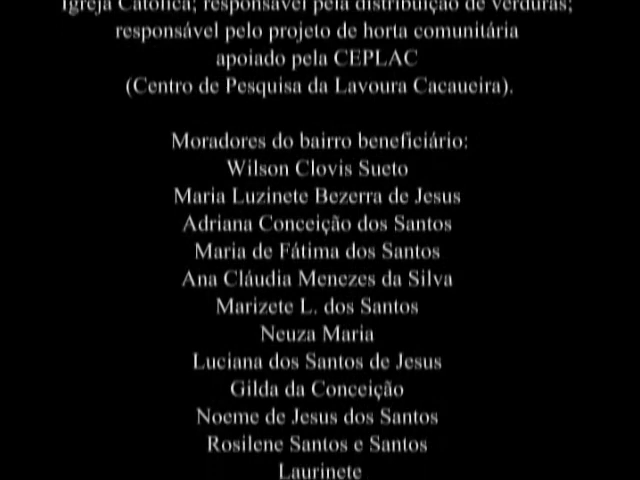 Igreja Católica; responsável pela distribuição de verduras;
responsável pelo projeto de horta comunitária
apoiado pela CEPLAC
(Centro de Pesquisa da Lavoura Cacaueira).
Moradores do bairro beneficiário:
Wilson Clovis Sueto
Maria Luzinete Bezerra de Jesus
Adriana Conceição dos Santos
Maria de Fátima dos Santos
Ana Cláudia Menezes da Silva
Marizete L. dos Santos
Neuza Maria
Luciana dos Santos de Jesus
Gilda da Conceição
Noeme de Jesus dos Santos
Rosilene Santos e Santos
Laurinete